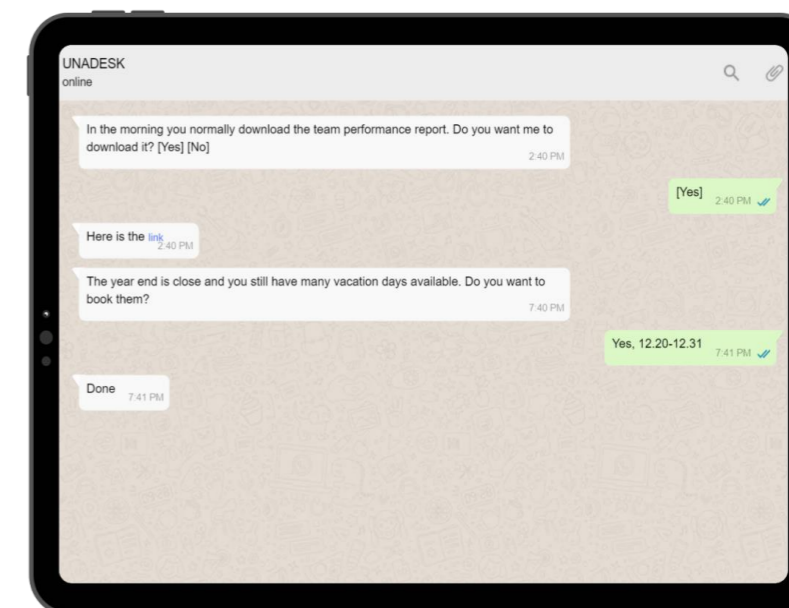 UNADESK
online
In the morning you normally download the team performance report. Do you want me to
download it? [Yes] [No]
2:40 PM
[Yes]
2:40 PM
Here is the link
2:40 PM
The year end is close and you still have many vacation days available. Do you want to
book them?
7:40 PM
Yes, 12.20-12.31
7:41 PM
Done
7:41 PM